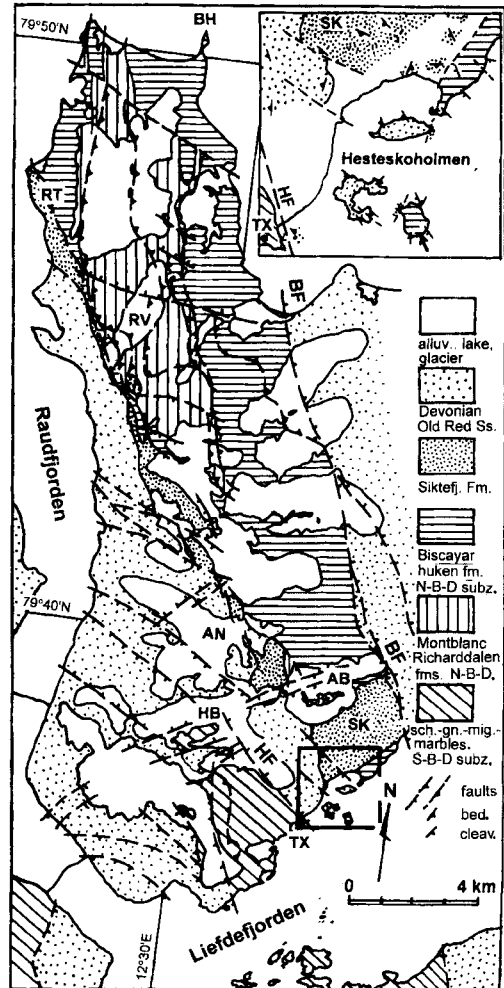 79°50'N
BH
SK
Hesteskoholmen
HF
TX
RT
BF
RV
Raudfjorden
alluv. lake,
glacier
Devonian
Old Red Ss.
Siktefj. Fm.
Biscayar
huken fm.
N-B-D subz.
Montblanc
Richarddalen
fms. N-B-D.
sch.-gn.-mig.-
marbles.
S-B-D subz.
79°40'
AN
AB
BF
HB
SK
HF
TX
N
faults
bed.
cleav.
0 4 km
12°30'E
Liefdefjorden